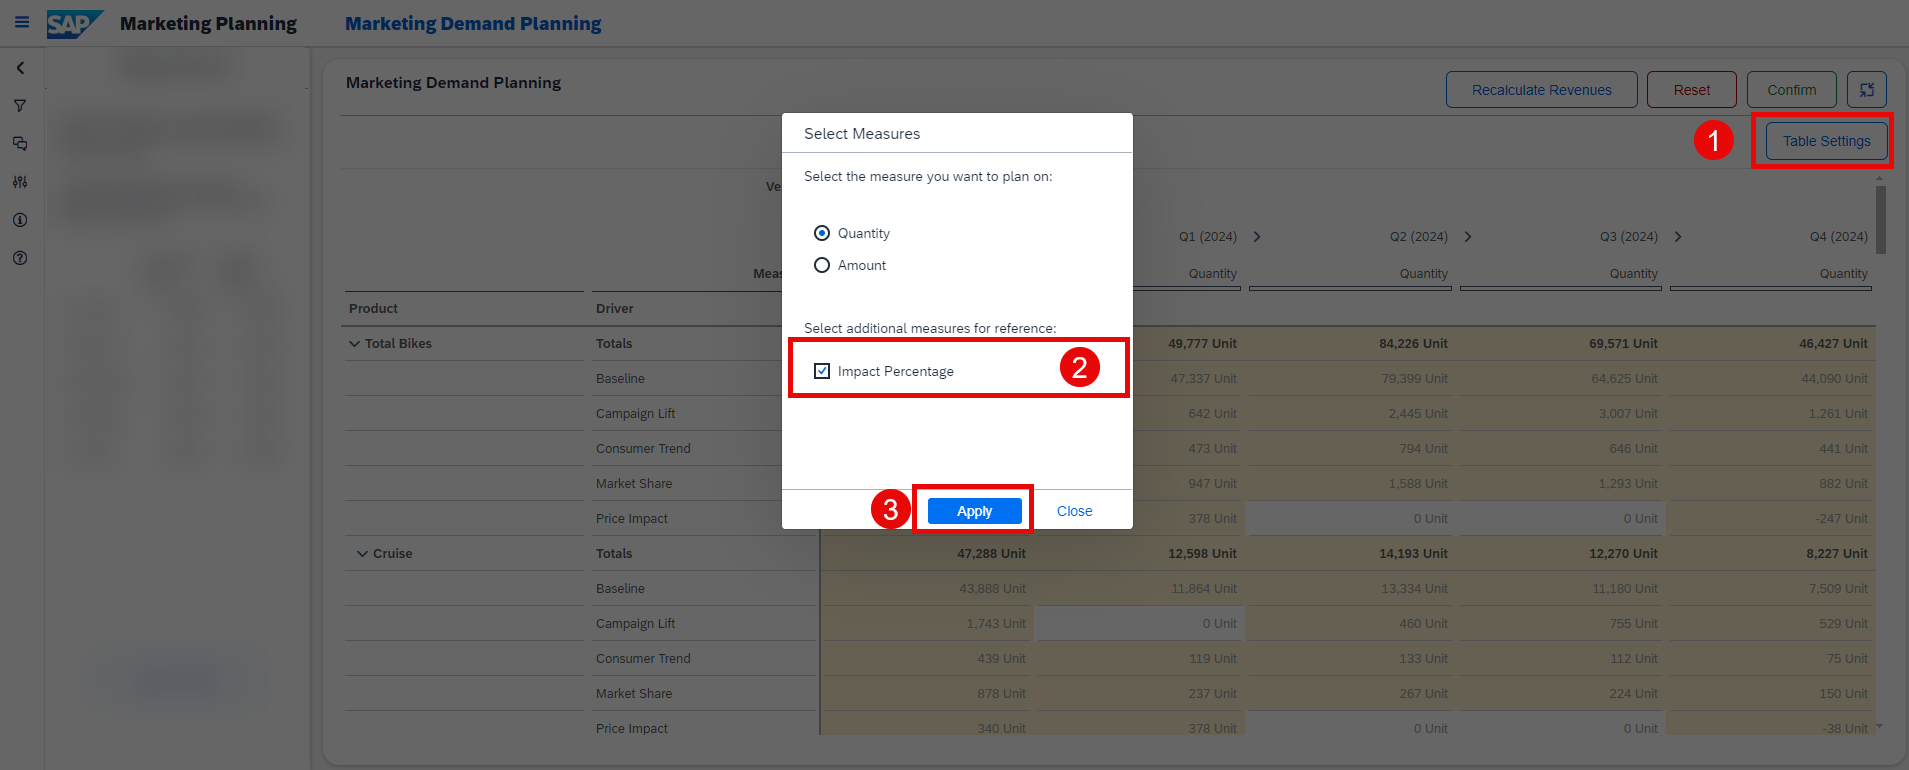 SAP Marketing Planning Marketing Demand Planning
Marketing Demand Planning
Recalculate Revenues Reset Confirm
1 Table Settings
Select Measures
Select the measure you want to plan on:
Quantity
Amount
Select additional measures for reference:
Impact Percentage 2
3 Apply Close
Ve
Q1 (2024) Q2 (2024) Q3 (2024) Q4 (2024)
Meas Quantity Quantity Quantity Quantity
Product Driver
Total Bikes Totals 49,777 Unit 84,226 Unit 69,571 Unit 46,427 Unit
Baseline 47,337 Unit 79,399 Unit 64,625 Unit 44,090 Unit
Campaign Lift 642 Unit 2,445 Unit 3,007 Unit 1,261 Unit
Consumer Trend 473 Unit 794 Unit 646 Unit 441 Unit
Market Share 947 Unit 1,588 Unit 1,293 Unit 882 Unit
Price Impact 378 Unit 0 Unit 0 Unit -247 Unit
Cruise Totals 47,288 Unit 12,598 Unit 14,193 Unit 12,270 Unit 8,227 Unit
Baseline 43,888 Unit 11,864 Unit 13,334 Unit 11,180 Unit 7,509 Unit
Campaign Lift 1,743 Unit 0 Unit 460 Unit 755 Unit 529 Unit
Consumer Trend 439 Unit 119 Unit 133 Unit 112 Unit 75 Unit
Market Share 878 Unit 237 Unit 267 Unit 224 Unit 150 Unit
Price Impact 340 Unit 378 Unit 0 Unit 0 Unit -38 Unit